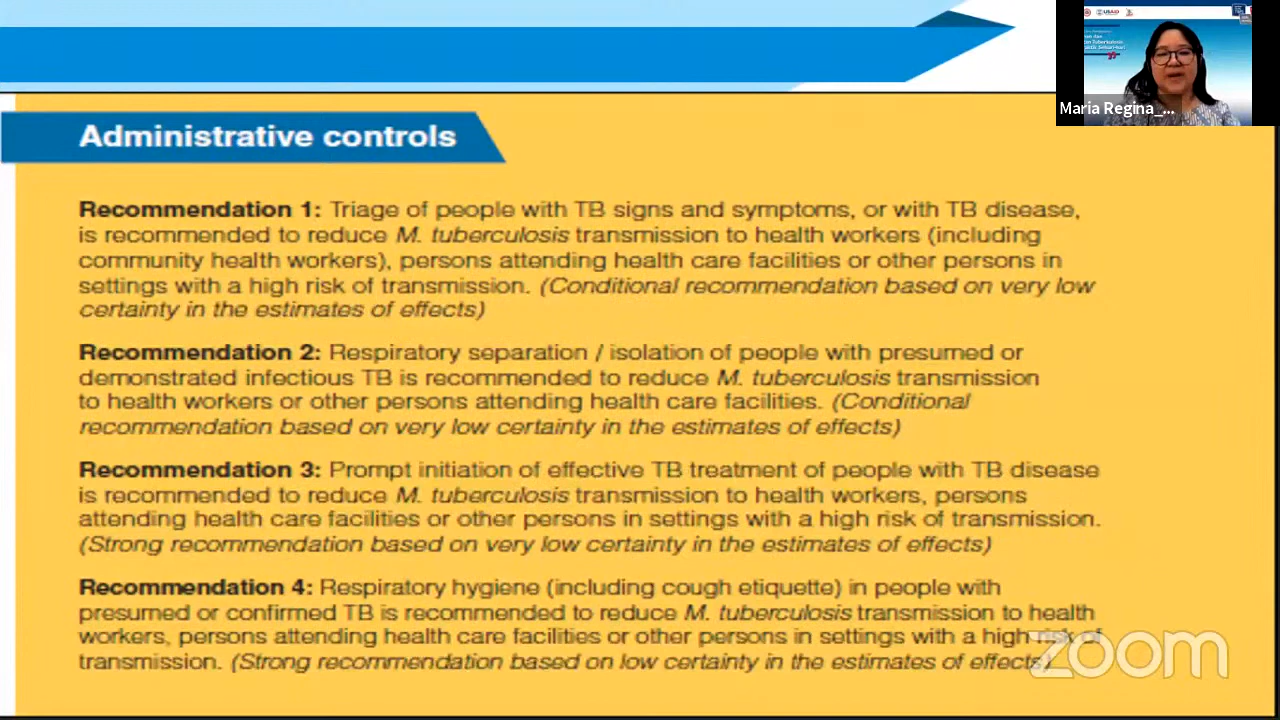 Administrative controls
Recommendation 1: Triage of people with TB signs and symptoms, or with TB disease,
is recommended to reduce M. tuberculosis transmission to health workers (including
community health workers), persons attending health care facilities or other persons in
settings with a high risk of transmission. (Conditional recommendation based on very low
certainty in the estimates of effects)
Recommendation 2: Respiratory separation / isolation of people with presumed or
demonstrated infectious TB is recommended to reduce M. tuberculosis transmission
to health workers or other persons attending health care facilities. (Conditional
recommendation based on very low certainty in the estimates of effects)
Recommendation 3: Prompt initiation of effective TB treatment of people with TB disease
is recommended to reduce M. tuberculosis transmission to health workers, persons
attending health care facilities or other persons in settings with a high risk of transmission.
(Strong recommendation based on very low certainty in the estimates of effects)
Recommendation 4: Respiratory hygiene (including cough etiquette) in people with
presumed or confirmed TB is recommended to reduce M. tuberculosis transmission to health
workers, persons attending health care facilities or other persons in settings with a high risk of
transmission. (Strong recommendation based on low certainty in the estimates of effects)
USAID
Tuberculosis
Maria Regina_...
zoom